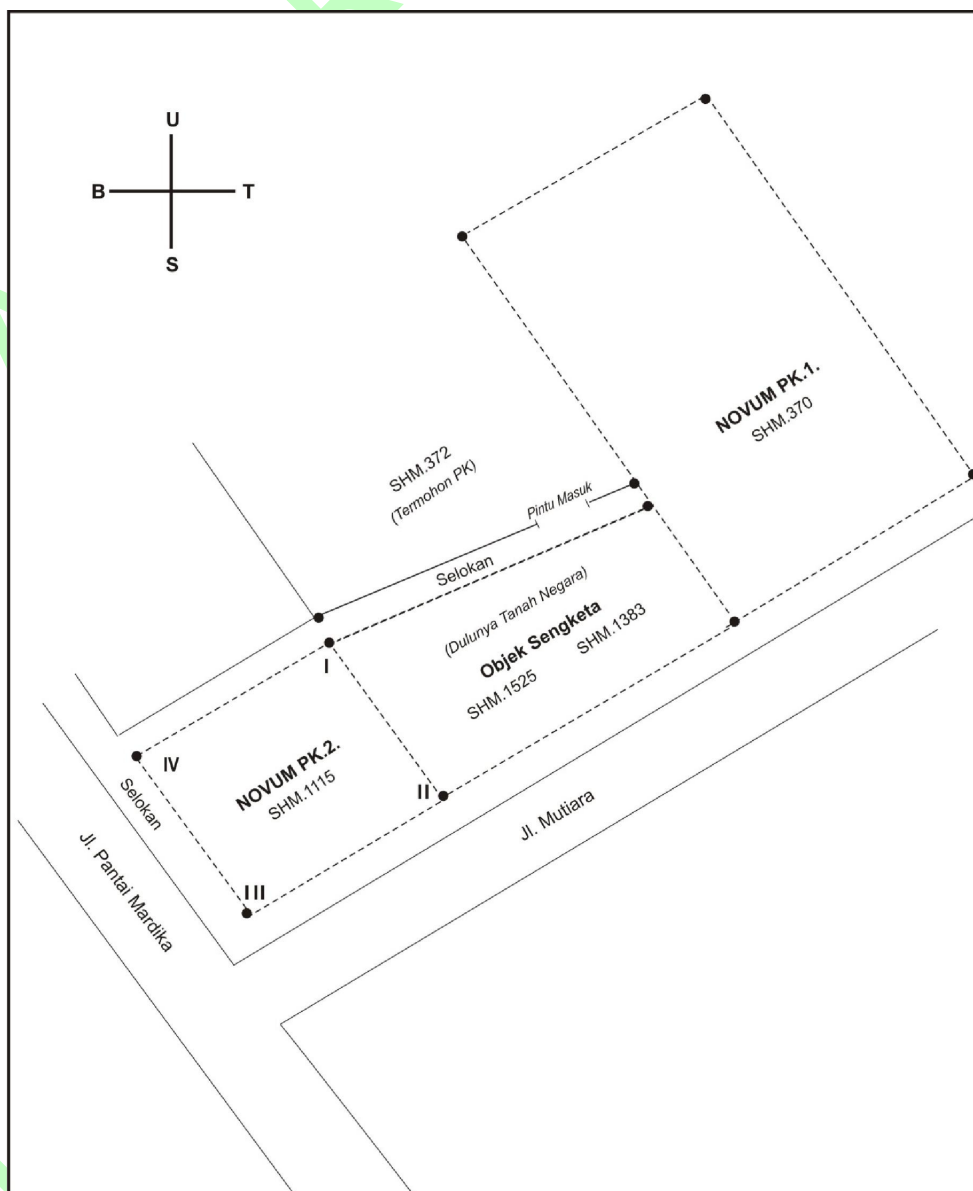 U
B T
S
NOVUM PK.1.
SHM.370
SHM.372
(Termohon PK)
Pintu Masuk
Selokan
(Dulunya Tanah Negara)
Objek Sengketa
SHM.1525 SHM.1383
I
IV
NOVUM PK.2.
SHM.1115
II
III
Selokan
Jl. Mutiara
Jl. Pantai Mardika